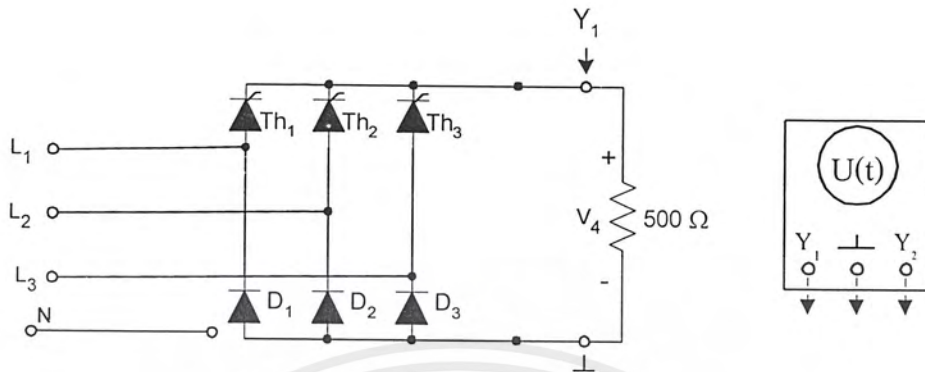 Y₁
Th₁ Th₂ Th₃
L₁
+
U(t)
L₂
V₄ 500 Ω
Y₁ Y₂
L₃
-
D₁ D₂ D₃
N